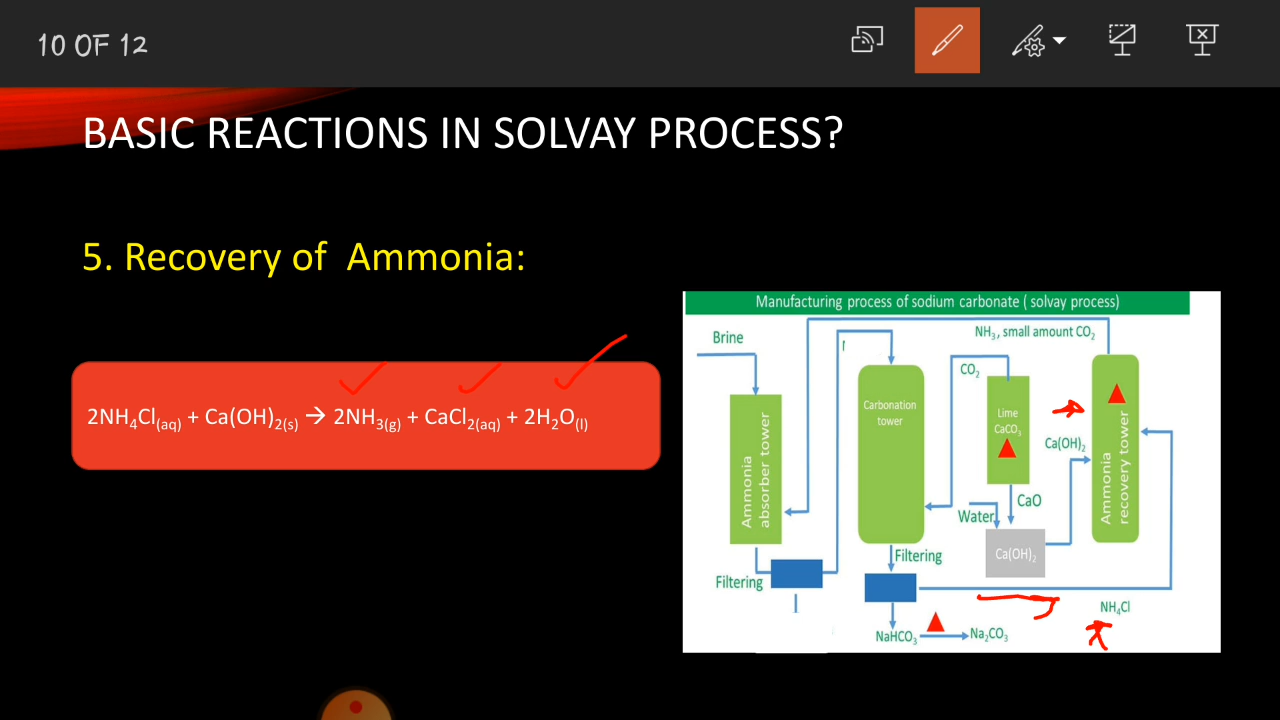 10 OF 12
BASIC REACTIONS IN SOLVAY PROCESS?
5. Recovery of Ammonia:
2NH₄Cl(aq) + Ca(OH)₂(s) → 2NH₃(g) + CaCl₂(aq) + 2H₂O(l)
Manufacturing process of sodium carbonate ( solvay process)
Brine
NH₃, small amount CO₂
CO₂
Carbonation
tower
Lime
CaCO₃
Ca(OH)₂
Ammonia
absorber tower
Ammonia
recovery tower
CaO
Water
Ca(OH)₂
Filtering
Filtering
NH₄Cl
NaHCO₃
Na₂CO₃